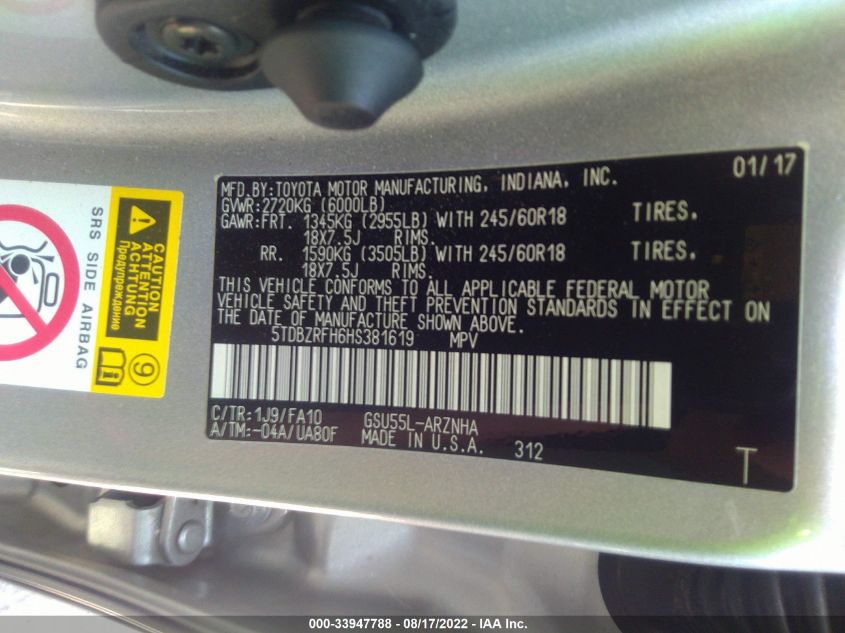 MFD.BY:TOYOTA MOTOR MANUFACTURING, INDIANA, INC. 01/17
GVWR:2720KG (6000LB)
GAWR:FRT. 1345KG (2955LB) WITH 245/60R18 TIRES.
18X7.5J RIMS.
RR. 1590KG (3505LB) WITH 245/60R18 TIRES.
18X7.5J RIMS.
THIS VEHICLE CONFORMS TO ALL APPLICABLE FEDERAL MOTOR
VEHICLE SAFETY AND THEFT PREVENTION STANDARDS IN EFFECT ON
THE DATE OF MANUFACTURE SHOWN ABOVE.
5TDBZRFH6HS381619 MPV
C/TR:1J9/FA10 GSU55L-ARZNHA
A/TM:-04A/UA80F MADE IN U.S.A. 312
T
SRS SIDE AIRBAG
CAUTION
ATTENTION
Предупреждение
9
000-33947788 - 08/17/2022 - IAA Inc.